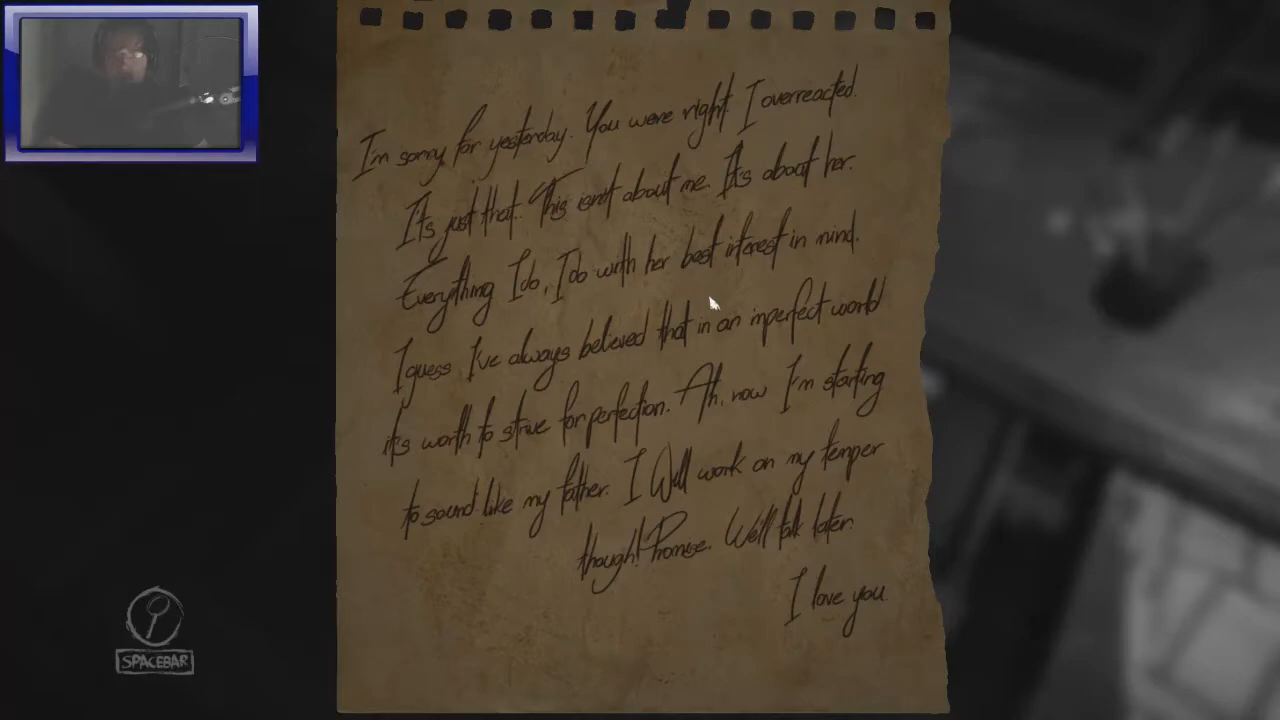 I'm sorry for yesterday. You were right. I overreacted.
It's just that.. This isn't about me. It's about her.
Everything I do, I do with her best interest in mind.
I guess I've always believed that in an imperfect world
it's worth to strive for perfection. Ah, now I'm starting
to sound like my father. I Will work on my temper
though! Promise. We'll talk later.
I love you.
SPACEBAR